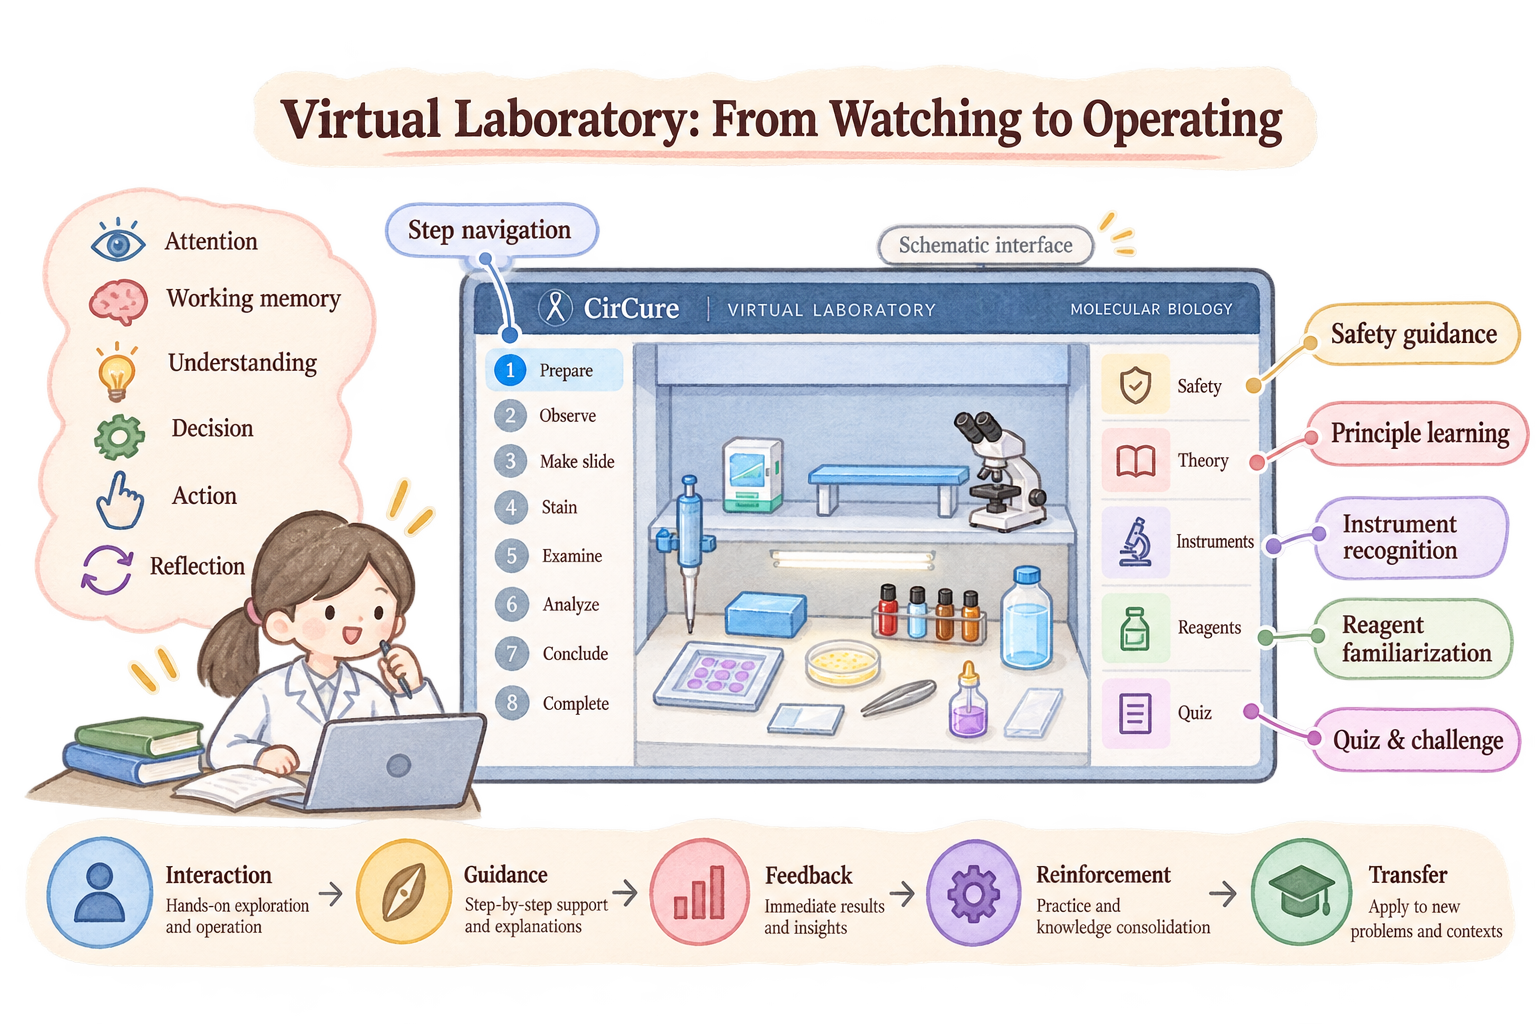 Virtual Laboratory: From Watching to Operating
Attention
Working memory
Understanding
Decision
Action
Reflection
Step navigation
Schematic interface
CirCure
VIRTUAL LABORATORY
MOLECULAR BIOLOGY
1 Prepare
2 Observe
3 Make slide
4 Stain
5 Examine
6 Analyze
7 Conclude
8 Complete
Safety
Theory
Instruments
Reagents
Quiz
Safety guidance
Principle learning
Instrument
recognition
Reagent
familiarization
Quiz & challenge
Interaction
Hands-on exploration
and operation
Guidance
Step-by-step support
and explanations
Feedback
Immediate results
and insights
Reinforcement
Practice and
knowledge consolidation
Transfer
Apply to new
problems and contexts